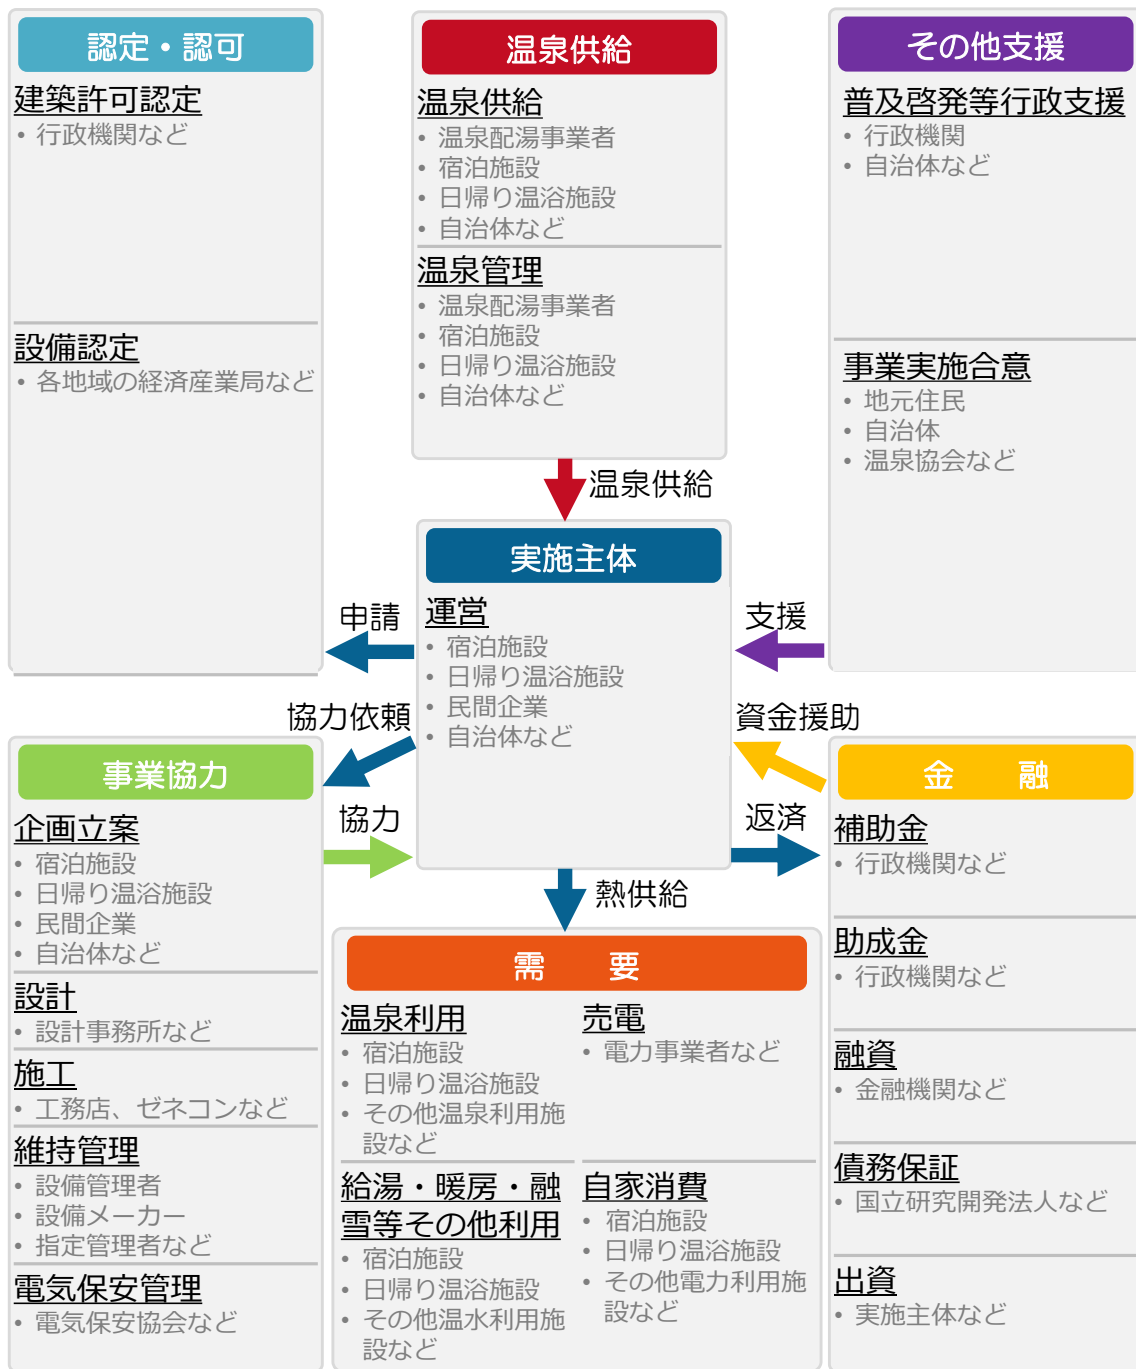 認定・認可
建築許可認定
• 行政機関など
設備認定
• 各地域の経済産業局など
温泉供給
温泉供給
• 温泉配湯事業者
• 宿泊施設
• 日帰り温浴施設
• 自治体など
温泉管理
• 温泉配湯事業者
• 宿泊施設
• 日帰り温浴施設
• 自治体など
その他支援
普及啓発等行政支援
• 行政機関
• 自治体など
事業実施合意
• 地元住民
• 自治体
• 温泉協会など
温泉供給
実施主体
運営
• 宿泊施設
• 日帰り温浴施設
• 民間企業
• 自治体など
申請
支援
協力依頼
資金援助
協力
返済
熱供給
事業協力
企画立案
• 宿泊施設
• 日帰り温浴施設
• 民間企業
• 自治体など
設計
• 設計事務所など
施工
• 工務店、ゼネコンなど
維持管理
• 設備管理者
• 設備メーカー
• 指定管理者など
電気保安管理
• 電気保安協会など
需　要
温泉利用
• 宿泊施設
• 日帰り温浴施設
• その他温泉利用施
設など
売電
• 電力事業者など
給湯・暖房・融
雪等その他利用
• 宿泊施設
• 日帰り温浴施設
• その他温水利用施
設など
自家消費
• 宿泊施設
• 日帰り温浴施設
• その他電力利用施
設など
金　融
補助金
• 行政機関など
助成金
• 行政機関など
融資
• 金融機関など
債務保証
• 国立研究開発法人など
出資
• 実施主体など